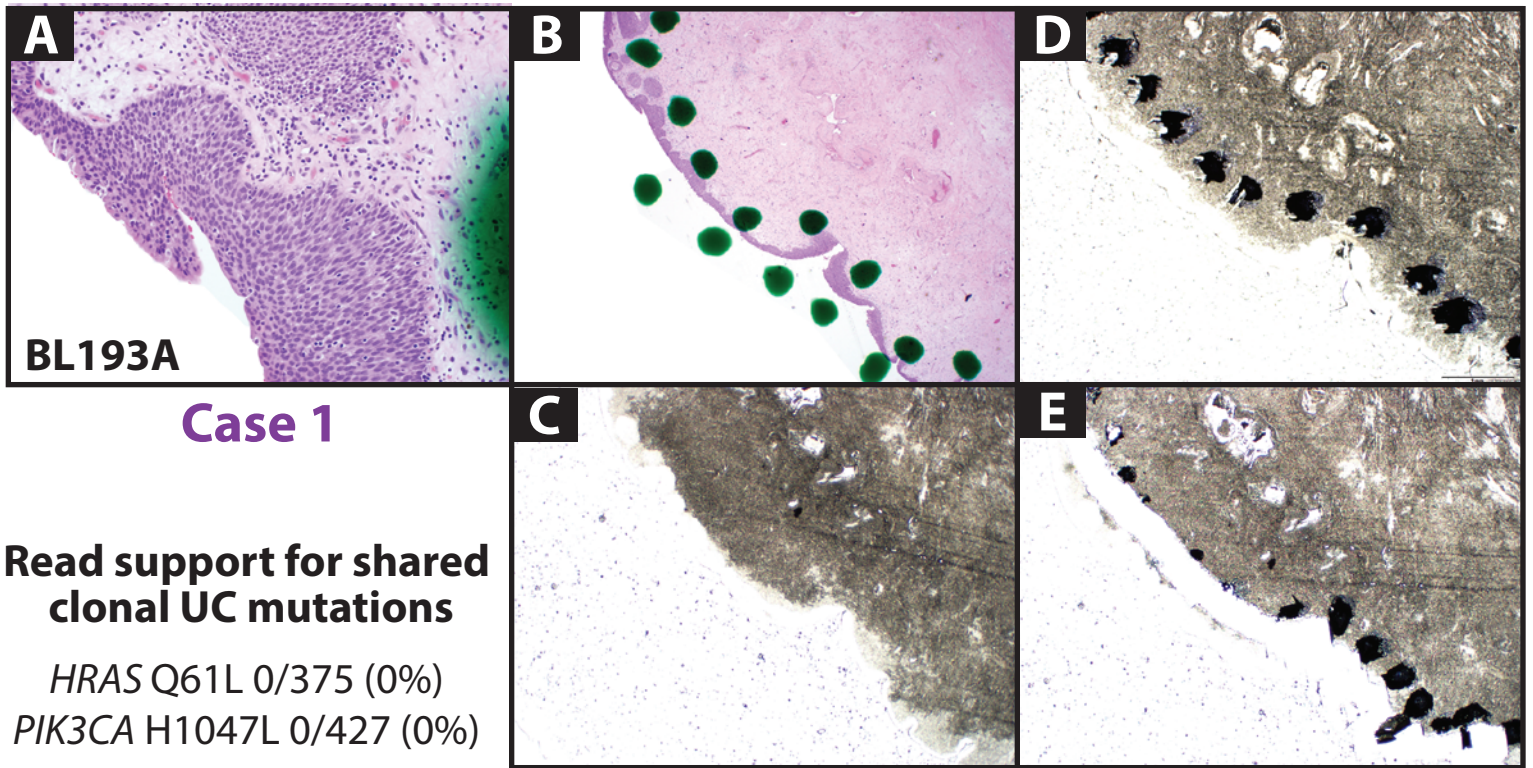 A
B
D
BL193A
Case 1
C
E
Read support for shared
clonal UC mutations
HRAS Q61L 0/375 (0%)
PIK3CA H1047L 0/427 (0%)